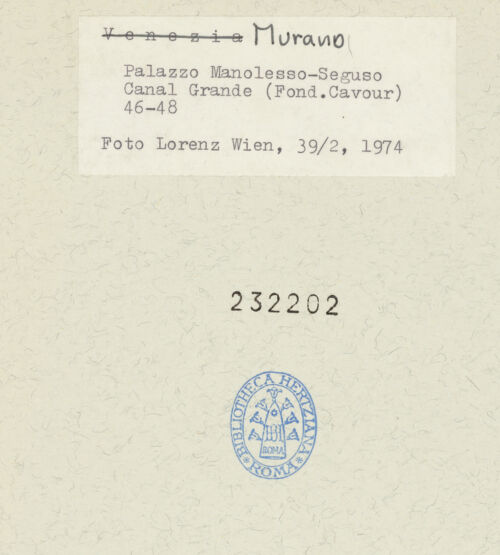 Venezia Murano
Palazzo Manolesso-Seguso
Canal Grande (Fond.Cavour)
46-48
Foto Lorenz Wien, 39/2, 1974
232202
BIBLIOTHECA HERTZIANA
ROMA
BH
ROMA